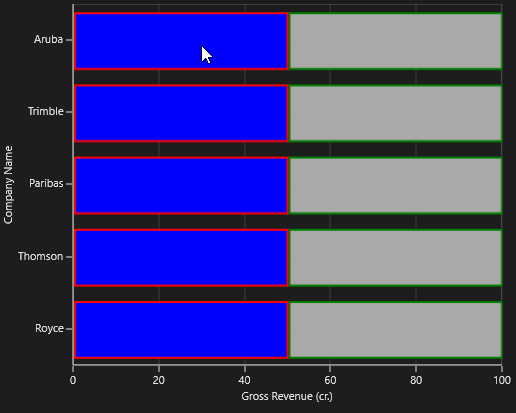 Company Name
Aruba
Trimble
Paribas
Thomson
Royce
0 20 40 60 80 100
Gross Revenue (cr.)